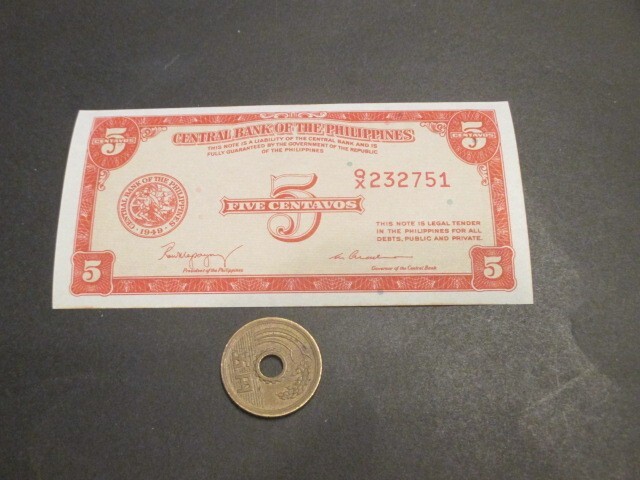 5
CENTAVOS
CENTRAL BANK OF THE PHILIPPINES
THIS NOTE IS A LIABILITY OF THE CENTRAL BANK AND IS
FULLY GUARANTEED BY THE GOVERNMENT OF THE REPUBLIC
OF THE PHILIPPINES
5
CENTAVOS
CENTRAL BANK OF THE PHILIPPINES
1949
5
FIVE CENTAVOS
Q/X 232751
THIS NOTE IS LEGAL TENDER
IN THE PHILIPPINES FOR ALL
DEBTS, PUBLIC AND PRIVATE.
President of the Philippines
Governor of the Central Bank
5
5